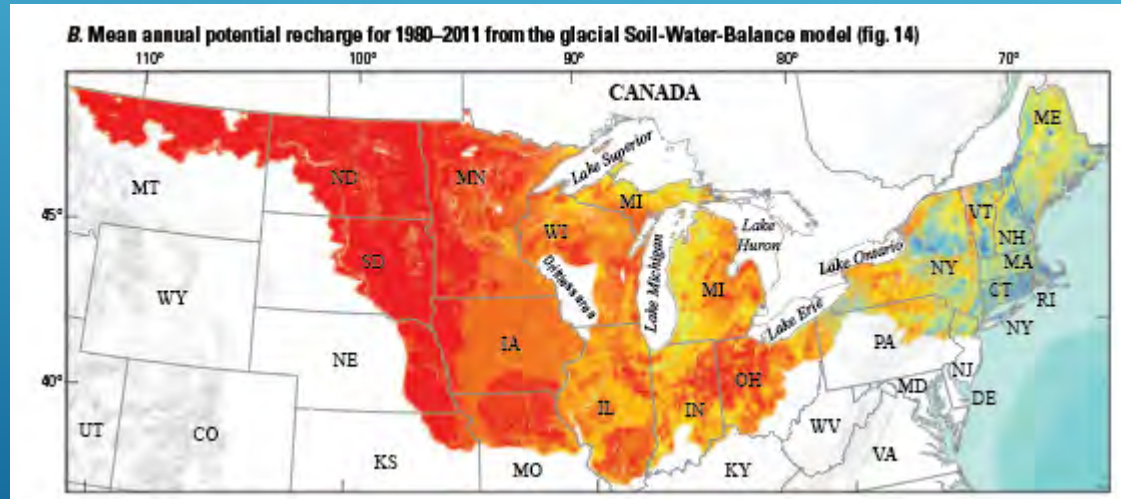 B. Mean annual potential recharge for 1980–2011 from the glacial Soil-Water-Balance model (fig. 14)
110° 100° 90° 80° 70°
CANADA
ME
Lake Superior
ND
MN
MT
MI
45°
VT
WI
Lake Huron
NH
Lake Ontario
SD
Driftless area
Lake Michigan
NY
MA
WY
MI
CT
RI
Lake Erie
NY
IA
PA
NE
OH
NJ
40°
MD
DE
IL
IN
WV
UT
CO
VA
KS
MO
KY